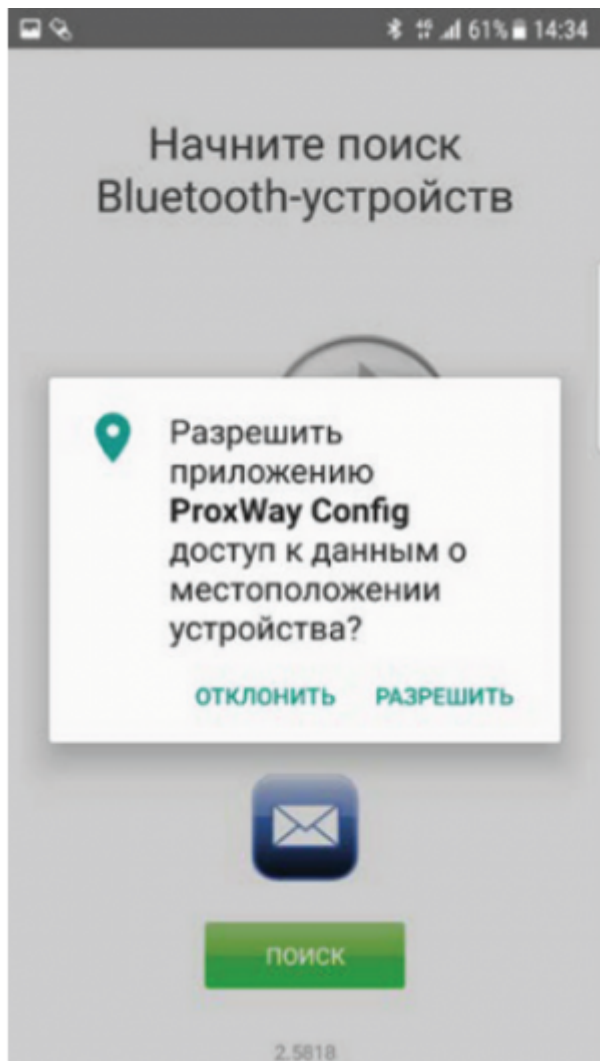 61% 14:34
Начните поиск
Bluetooth-устройств
Разрешить
приложению
ProxWay Config
доступ к данным о
местоположении
устройства?
ОТКЛОНИТЬ РАЗРЕШИТЬ
ПОИСК
2.5818